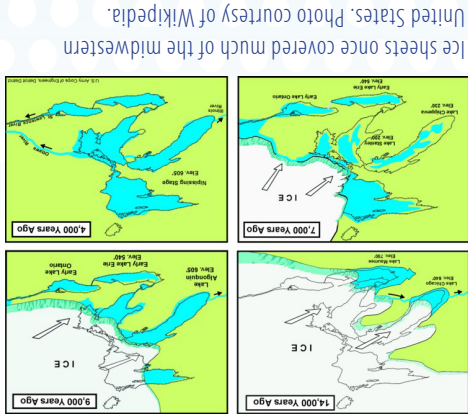 14,000 Years Ago
ICE
Lake Chicago
Elev. 640'
Lake Maumee
9,000 Years Ago
ICE
Lake
Algonquin
Elev. 605'
Early Lake Erie
Elev. 540'
Early Lake
Ontario
7,000 Years Ago
ICE
Lake Stanley
Lake Chippewa
Elev. 230'
Early Lake Erie
Elev. 540'
Early Lake Ontario
4,000 Years Ago
Nipissing Stage
Elev. 605'
Ottawa River
St. Lawrence River
Illinois
River
U.S. Army Corps of Engineers, Detroit District
Ice sheets once covered much of the midwestern
United States. Photo courtesy of Wikipedia.